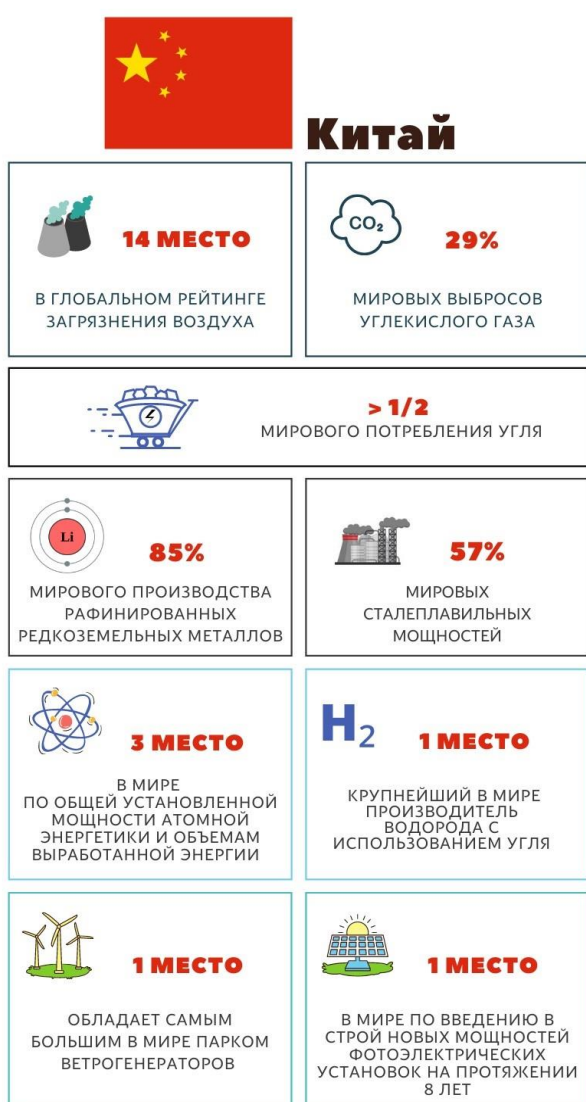 Китай
14 МЕСТО
В ГЛОБАЛЬНОМ РЕЙТИНГЕ
ЗАГРЯЗНЕНИЯ ВОЗДУХА
CO₂
29%
МИРОВЫХ ВЫБРОСОВ
УГЛЕКИСЛОГО ГАЗА
> 1/2
МИРОВОГО ПОТРЕБЛЕНИЯ УГЛЯ
Li
85%
МИРОВОГО ПРОИЗВОДСТВА
РАФИНИРОВАННЫХ
РЕДКОЗЕМЕЛЬНЫХ МЕТАЛЛОВ
57%
МИРОВЫХ
СТАЛЕПЛАВИЛЬНЫХ
МОЩНОСТЕЙ
3 МЕСТО
В МИРЕ
ПО ОБЩЕЙ УСТАНОВЛЕННОЙ
МОЩНОСТИ АТОМНОЙ
ЭНЕРГЕТИКИ И ОБЪЕМАМ
ВЫРАБОТАННОЙ ЭНЕРГИИ
H₂
1 МЕСТО
КРУПНЕЙШИЙ В МИРЕ
ПРОИЗВОДИТЕЛЬ
ВОДОРОДА С
ИСПОЛЬЗОВАНИЕМ УГЛЯ
1 МЕСТО
ОБЛАДАЕТ САМЫМ
БОЛЬШИМ В МИРЕ ПАРКОМ
ВЕТРОГЕНЕРАТОРОВ
1 МЕСТО
В МИРЕ ПО ВВЕДЕНИЮ В
СТРОЙ НОВЫХ МОЩНОСТЕЙ
ФОТОЭЛЕКТРИЧЕСКИХ
УСТАНОВОК НА ПРОТЯЖЕНИИ
8 ЛЕТ